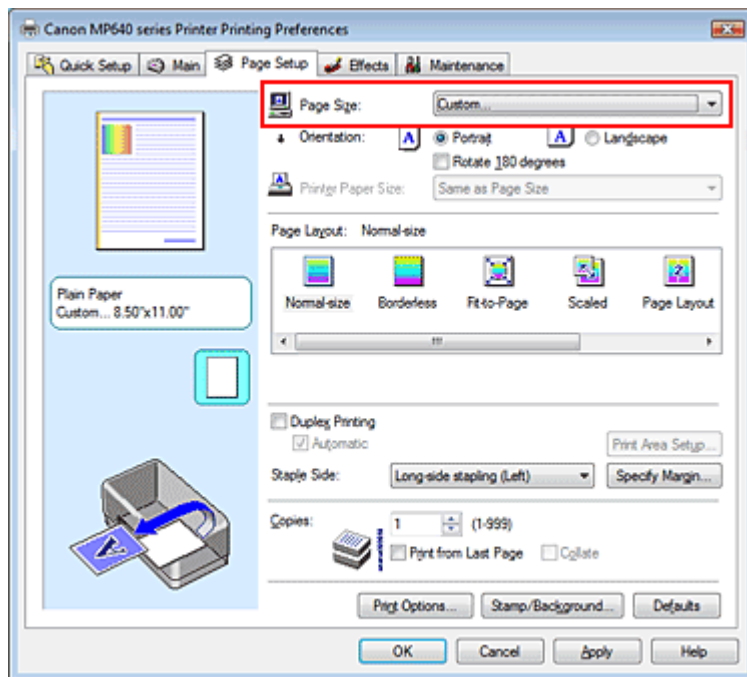 Canon MP640 series Printer Printing Preferences
Quick Setup Main Page Setup Effects Maintenance
Page Size: Custom...
Orientation: A Portrait A Landscape
Rotate 180 degrees
Printer Paper Size: Same as Page Size
Page Layout: Normal-size
Normal-size Borderless Fit-to-Page Scaled Page Layout
Plain Paper
Custom... 8.50"x11.00"
Duplex Printing
Automatic
Print Area Setup...
Staple Side: Long-side stapling (Left) Specify Margin...
Copies: 1 (1-999)
Print from Last Page Collate
Print Options... Stamp/Background... Defaults
OK Cancel Apply Help